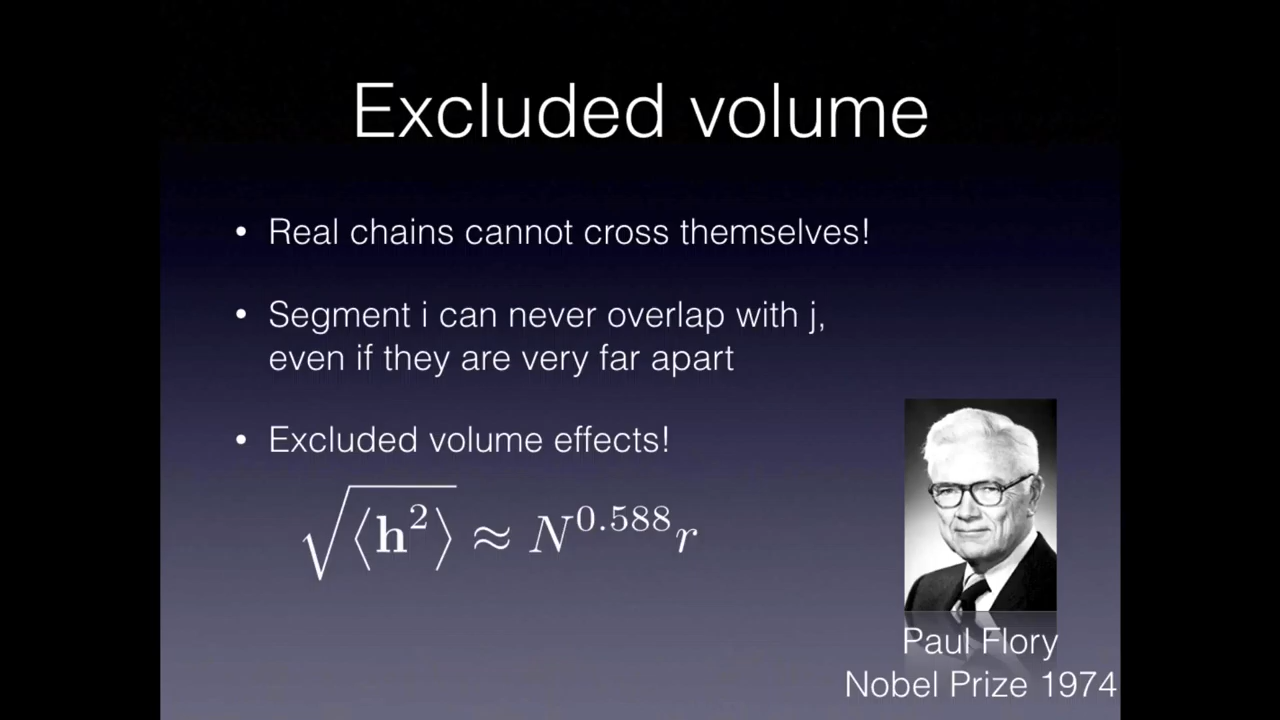 Excluded volume
• Real chains cannot cross themselves!
• Segment i can never overlap with j,
even if they are very far apart
• Excluded volume effects!
√⟨h²⟩ ≈ N^0.588 r
Paul Flory
Nobel Prize 1974